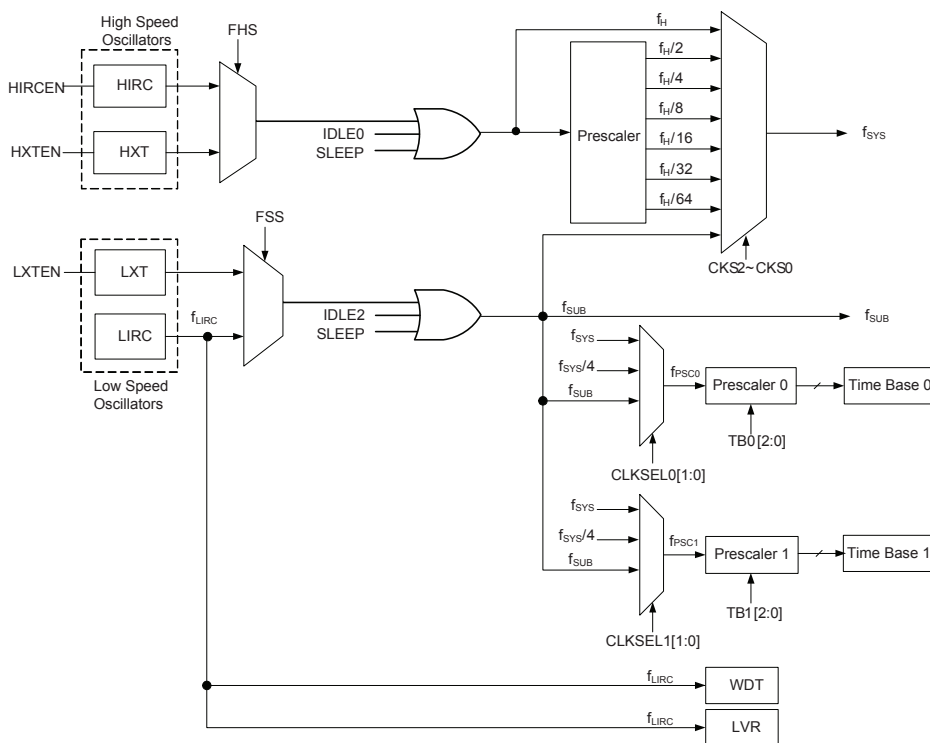 High Speed
Oscillators
FHS
HIRCEN
HIRC
HXTEN
HXT
IDLE0
SLEEP
Prescaler
fH
fH/2
fH/4
fH/8
fH/16
fH/32
fH/64
fSYS
CKS2~CKS0
FSS
LXTEN
LXT
fLIRC
LIRC
Low Speed
Oscillators
IDLE2
SLEEP
fSUB
fSUB
fSYS
fSYS/4
fSUB
fPSC0
Prescaler 0
Time Base 0
TB0[2:0]
CLKSEL0[1:0]
fSYS
fSYS/4
fSUB
fPSC1
Prescaler 1
Time Base 1
TB1[2:0]
CLKSEL1[1:0]
fLIRC
WDT
fLIRC
LVR